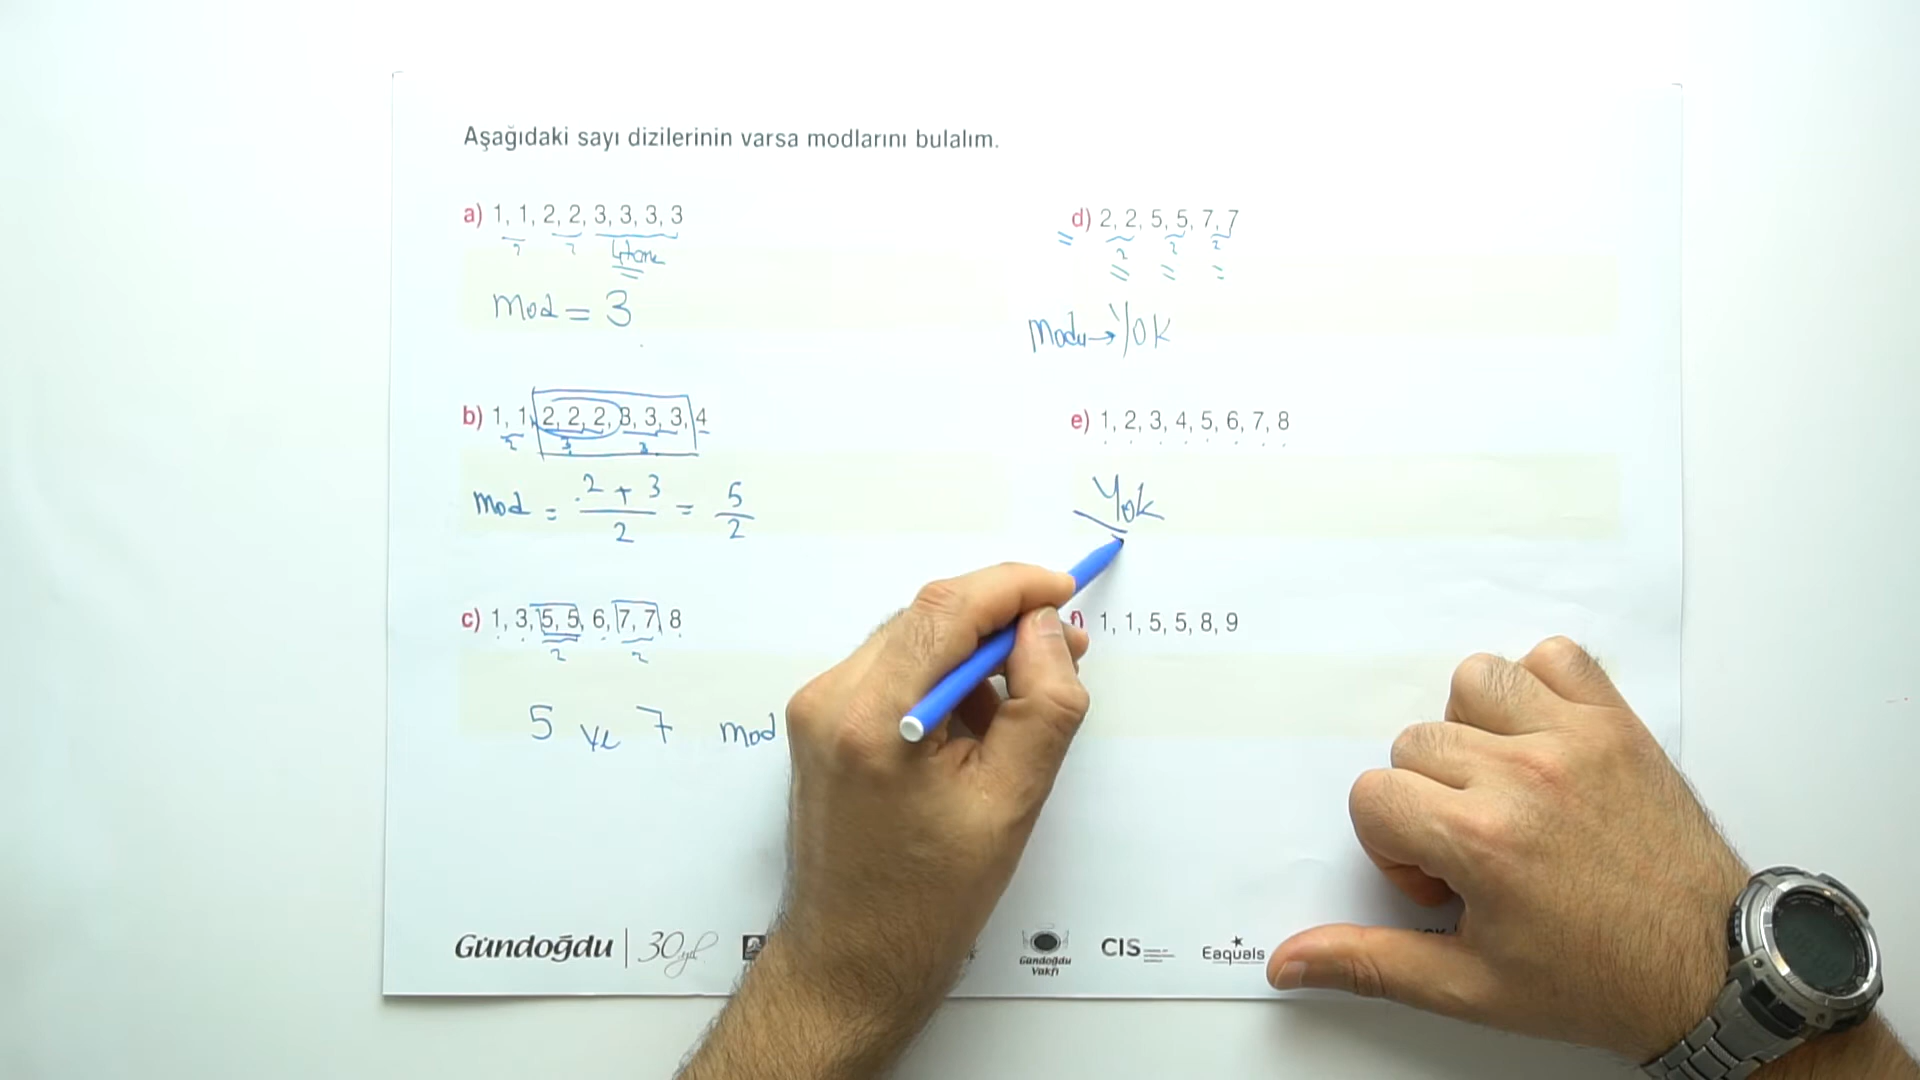 Aşağıdaki sayı dizilerinin varsa modlarını bulalım.
a) 1, 1, 2, 2, 3, 3, 3, 3
2 2 4 tane
mod = 3
b) 1, 1, 2, 2, 2, 3, 3, 3, 4
2 3 3
mod = 2 + 3 / 2 = 5 / 2
c) 1, 3, 5, 5, 6, 7, 7, 8
2 2
5 ve 7 mod
d) 2, 2, 5, 5, 7, 7
2 2 2
Modu → Yok
e) 1, 2, 3, 4, 5, 6, 7, 8
Yok
f) 1, 1, 5, 5, 8, 9
Gündoğdu 30.yıl
Gündoğdu
Vakfı
CIS
Eaquals